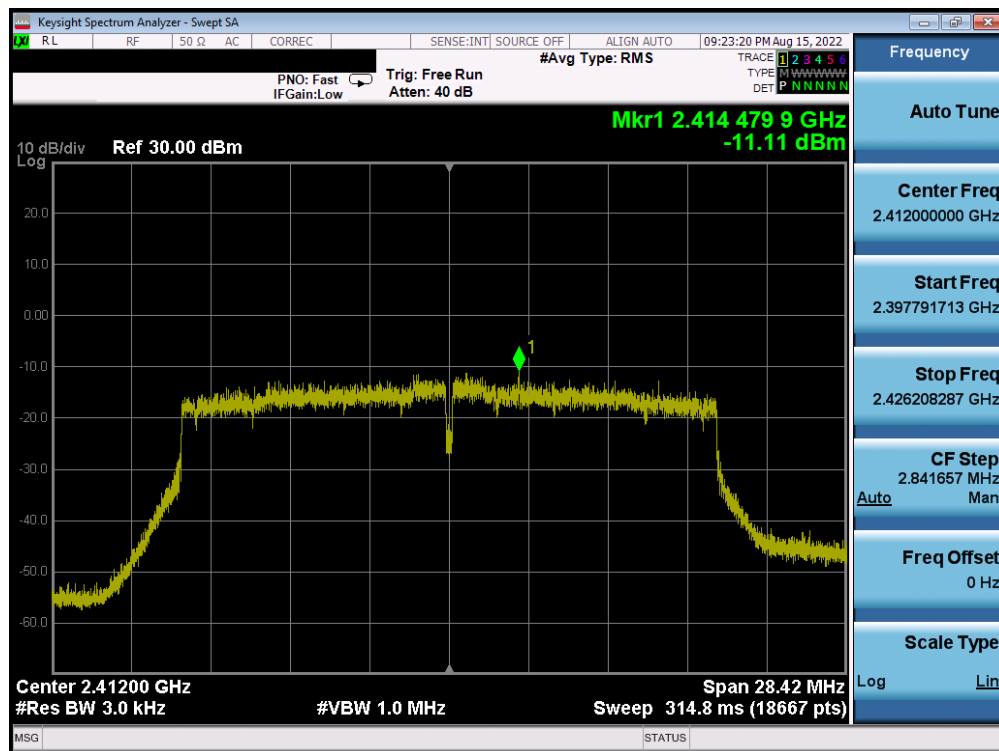 Keysight Spectrum Analyzer - Swept SA
LXI RL RF 50 Ω AC CORREC SENSE:INT SOURCE OFF ALIGN AUTO 09:23:20 PM Aug 15, 2022
#Avg Type: RMS
PNO: Fast
IFGain:Low
Trig: Free Run
Atten: 40 dB
TRACE 1 2 3 4 5 6
TYPE M WWWWW
DET P N N N N N
Mkr1 2.414 479 9 GHz
-11.11 dBm
10 dB/div Ref 30.00 dBm
Log
20.0
10.0
0.00
-10.0
-20.0
-30.0
-40.0
-50.0
-60.0
1
Center 2.41200 GHz Span 28.42 MHz
#Res BW 3.0 kHz #VBW 1.0 MHz Sweep 314.8 ms (18667 pts)
MSG STATUS
Frequency
Auto Tune
Center Freq
2.412000000 GHz
Start Freq
2.397791713 GHz
Stop Freq
2.426208287 GHz
CF Step
2.841657 MHz
Auto Man
Freq Offset
0 Hz
Scale Type
Log Lin